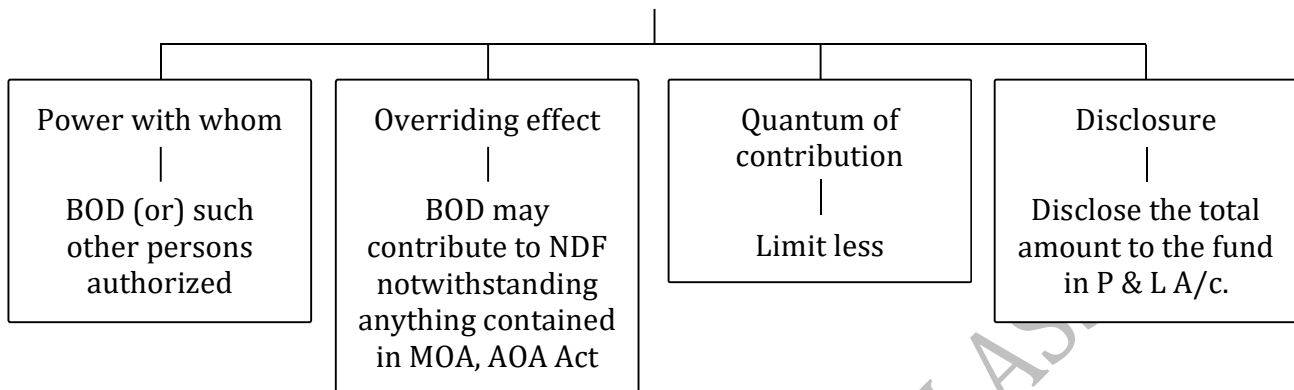 Power with whom
BOD (or) such
other persons
authorized
Overriding effect
BOD may
contribute to NDF
notwithstanding
anything contained
in MOA, AOA Act
Quantum of
contribution
Limit less
Disclosure
Disclose the total
amount to the fund
in P & L A/c.